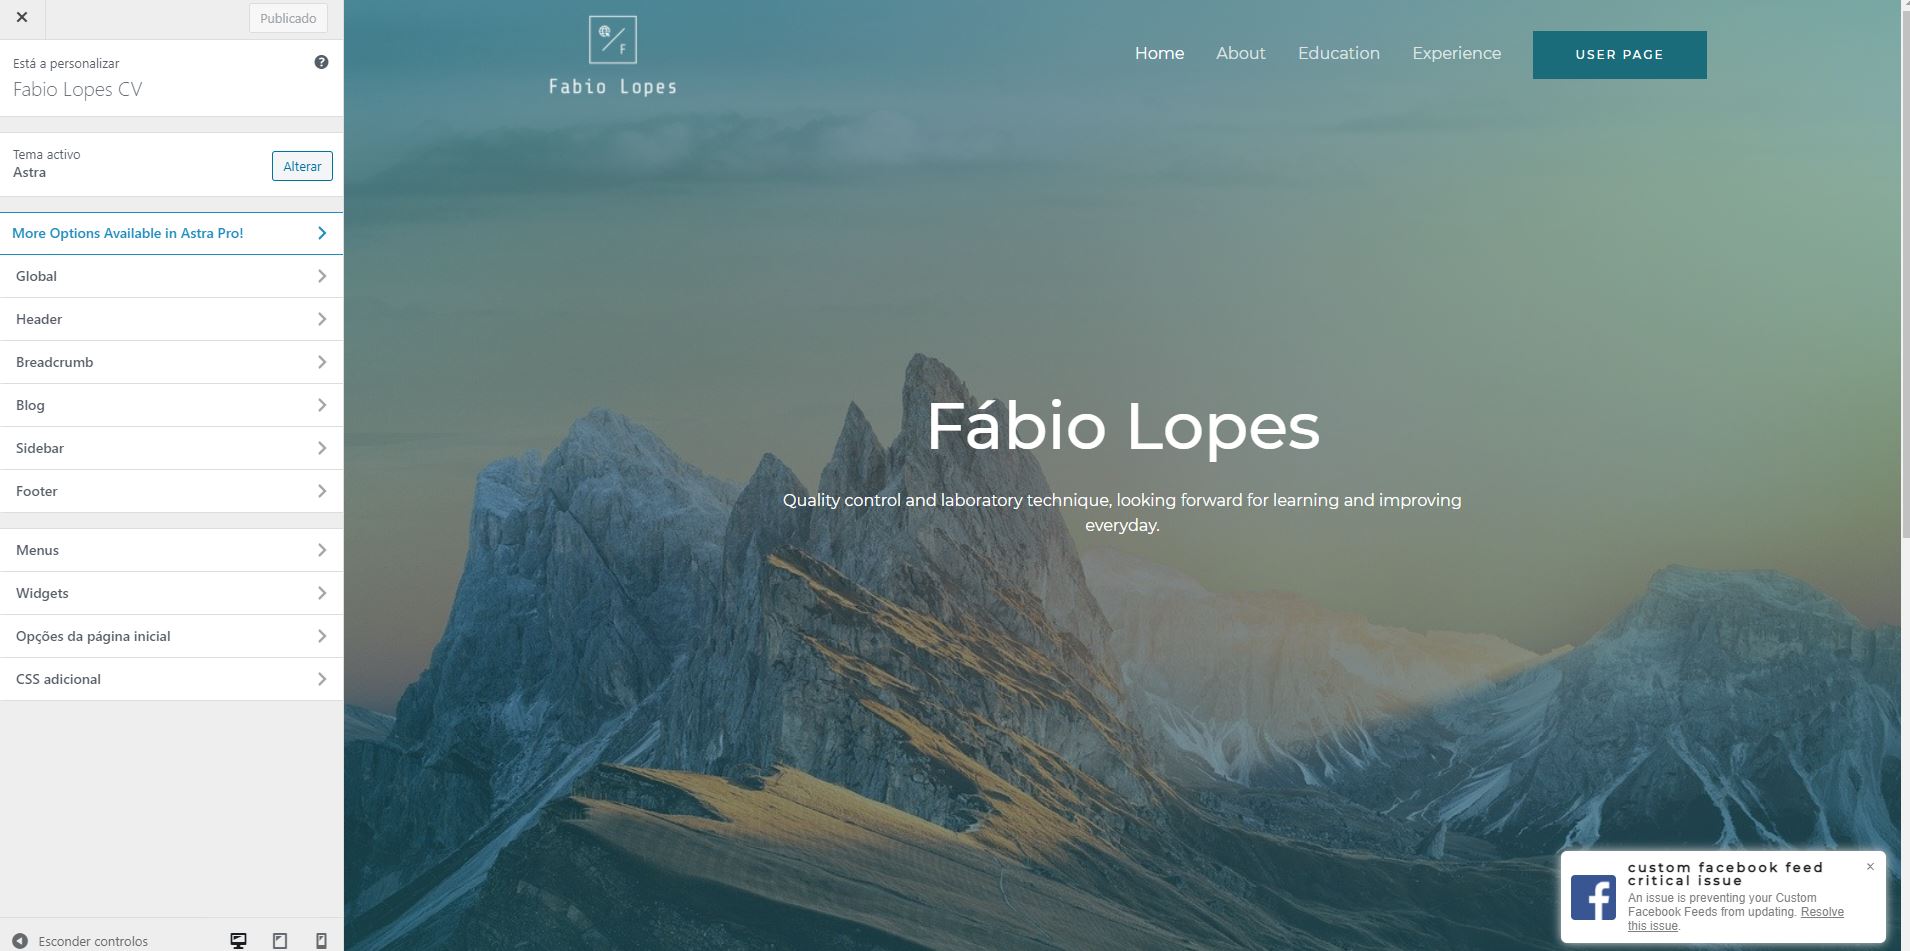 Publicado
Está a personalizar
Fabio Lopes CV
Tema activo
Astra
Alterar
More Options Available in Astra Pro!
Global
Header
Breadcrumb
Blog
Sidebar
Footer
Menus
Widgets
Opções da página inicial
CSS adicional
Esconder controlos
F
Fabio Lopes
Home About Education Experience USER PAGE
Fábio Lopes
Quality control and laboratory technique, looking forward for learning and improving
everyday.
custom facebook feed
critical issue
An issue is preventing your Custom
Facebook Feeds from updating. Resolve
this issue.